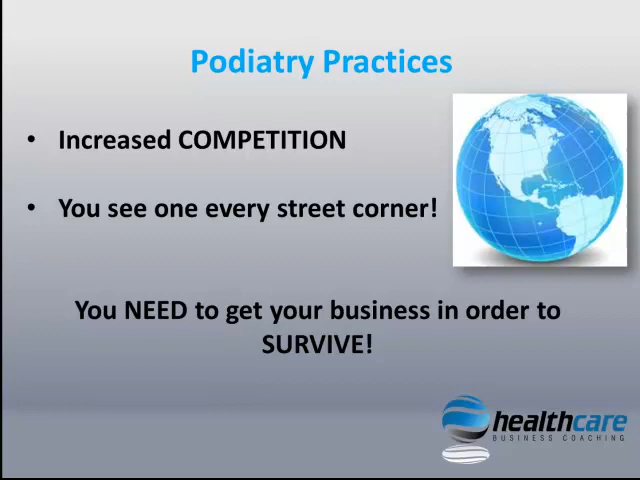 Podiatry Practices
• Increased COMPETITION
• You see one every street corner!
You NEED to get your business in order to
SURVIVE!
healthcare
BUSINESS COACHING